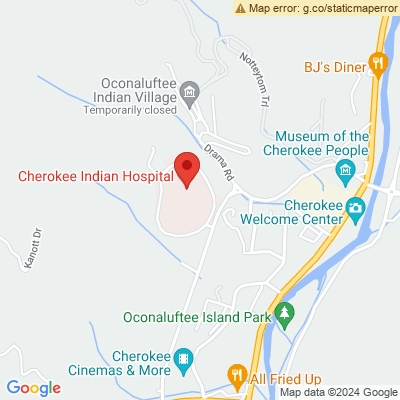 Map error: g.co/staticmaperror
Notteytom Trl
BJ's Diner
Oconaluftee
Indian Village
Temporarily closed
Drama Rd
Museum of the
Cherokee People
Cherokee Indian Hospital
Cherokee
Welcome Center
Kanott Dr
Oconaluftee Island Park
Cherokee
Cinemas & More
All Fried Up
Google
Map data ©2024 Google